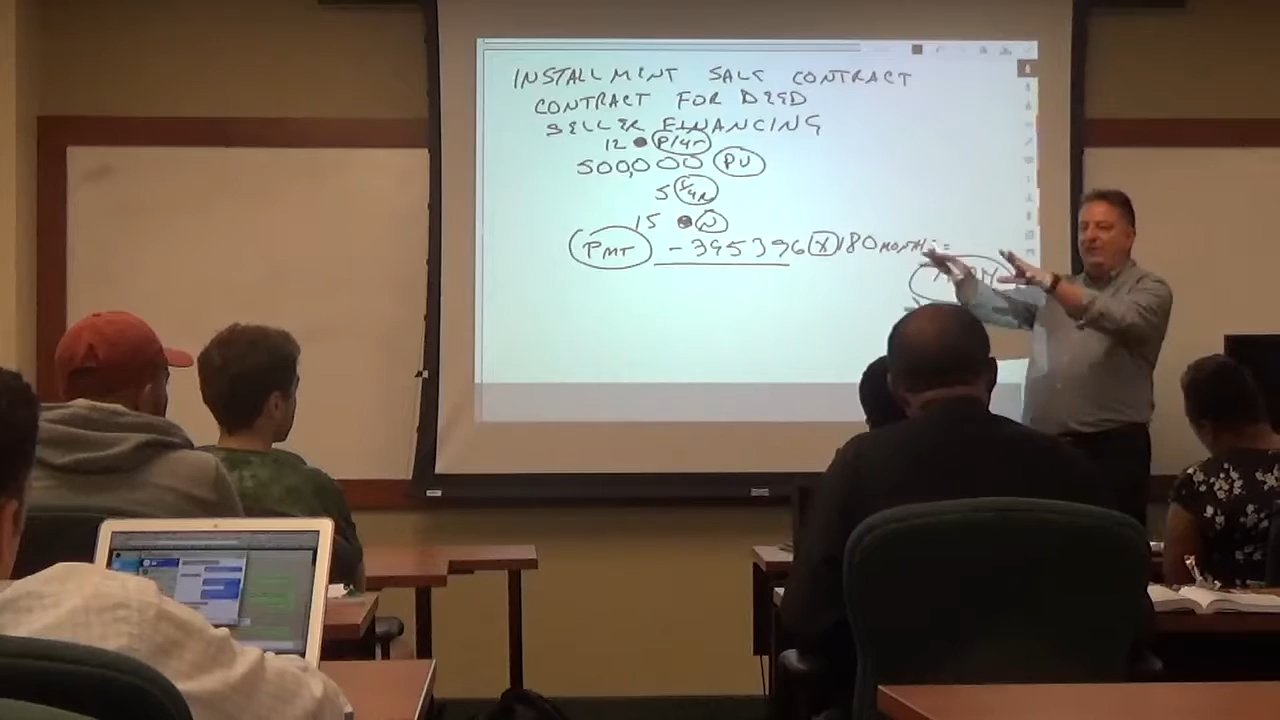 INSTALLMENT SALE CONTRACT
CONTRACT FOR DEED
SELLER FINANCING
12 P/YR
500,000 PV
5 I/YR
15 N
PMT -395396 X 180 MONTHS =